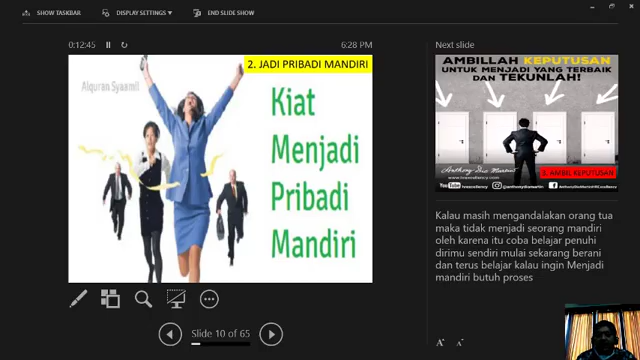 SHOW TASKBAR
DISPLAY SETTINGS
END SLIDE SHOW
0:12:45
6:28 PM
2. JADI PRIBADI MANDIRI
Alquran Syaamil
Kiat
Menjadi
Pribadi
Mandiri
Slide 10 of 65
Next slide
AMBILLAH KEPUTUSAN
UNTUK MENJADI YANG TERBAIK
DAN TEKUNLAH!
3. AMBIL KEPUTUSAN
Kalau masih mengandalakan orang tua
maka tidak menjadi seorang mandiri
oleh karena itu coba belajar penuhi
dirimu sendiri mulai sekarang berani
dan terus belajar kalau ingin Menjadi
mandiri butuh proses
A A